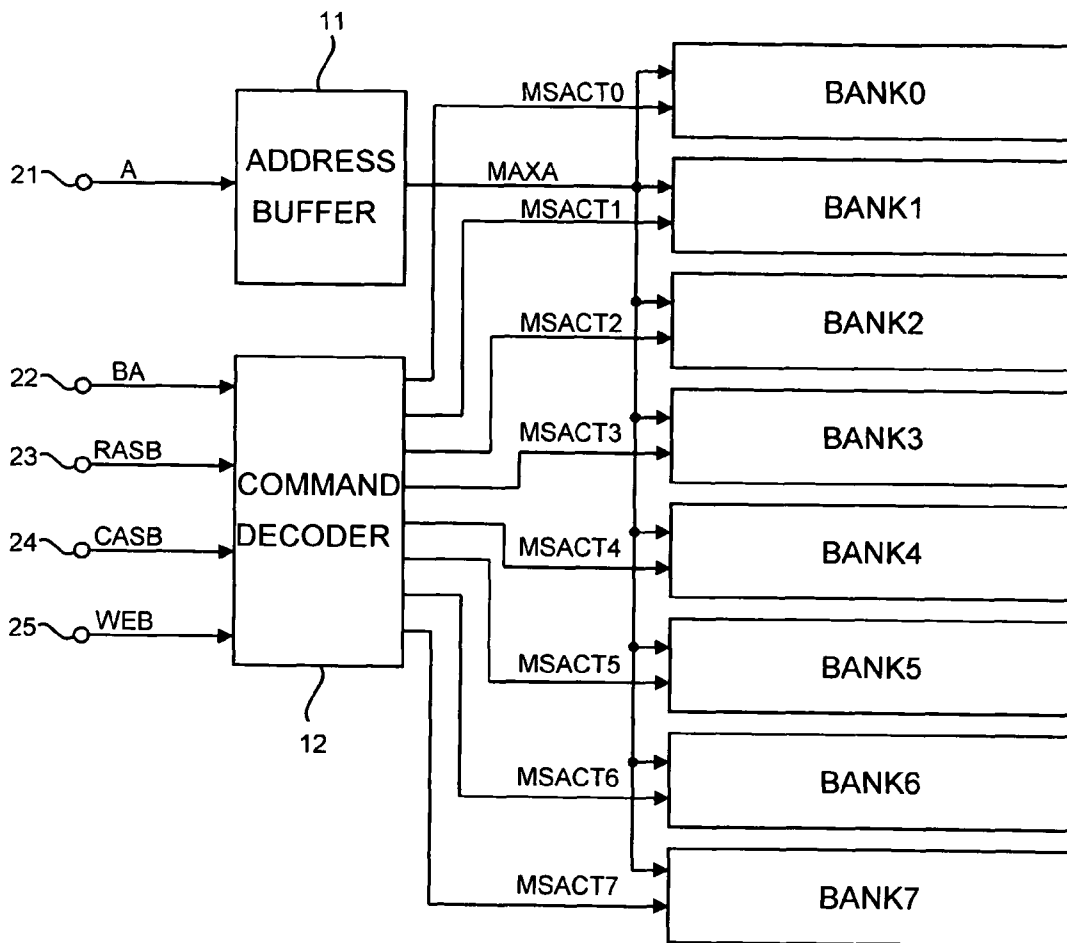 11
MSACT0
BANK0
21
A
ADDRESS
BUFFER
MAXA
MSACT1
BANK1
MSACT2
BANK2
22
BA
23
RASB
COMMAND
DECODER
MSACT3
BANK3
24
CASB
MSACT4
BANK4
25
WEB
MSACT5
BANK5
12
MSACT6
BANK6
MSACT7
BANK7